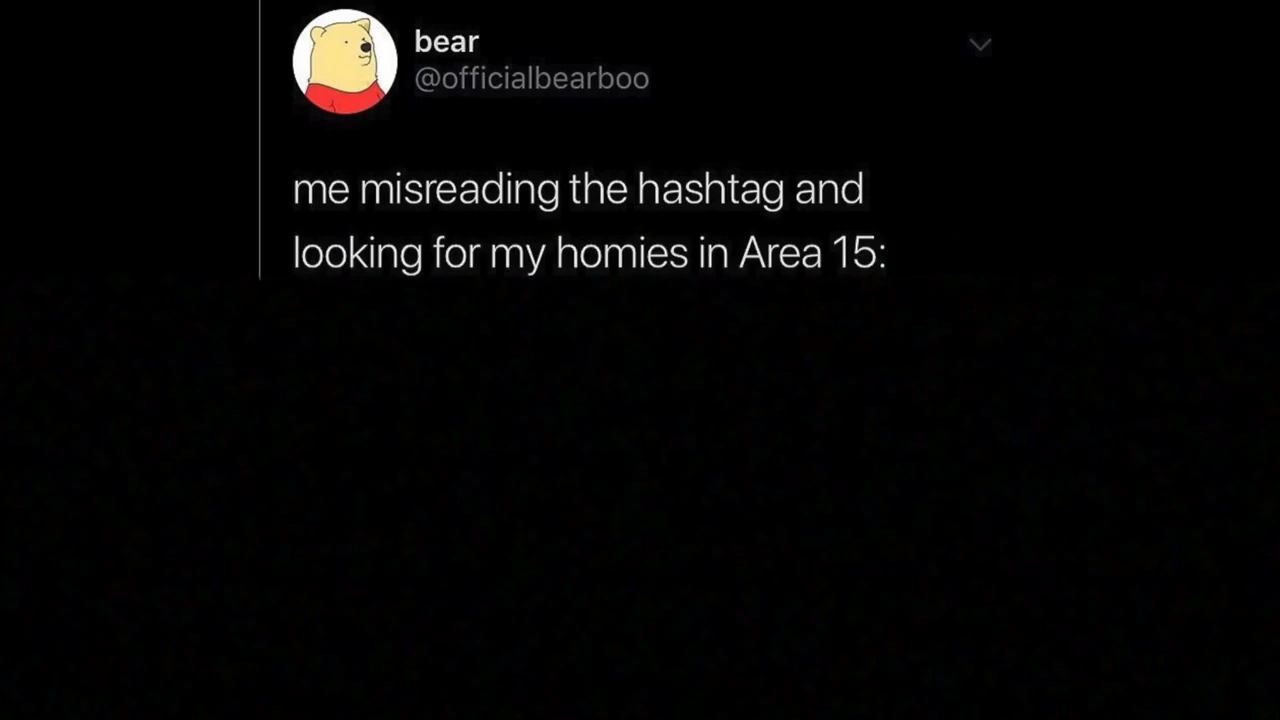 bear
@officialbearboo
me misreading the hashtag and
looking for my homies in Area 15: